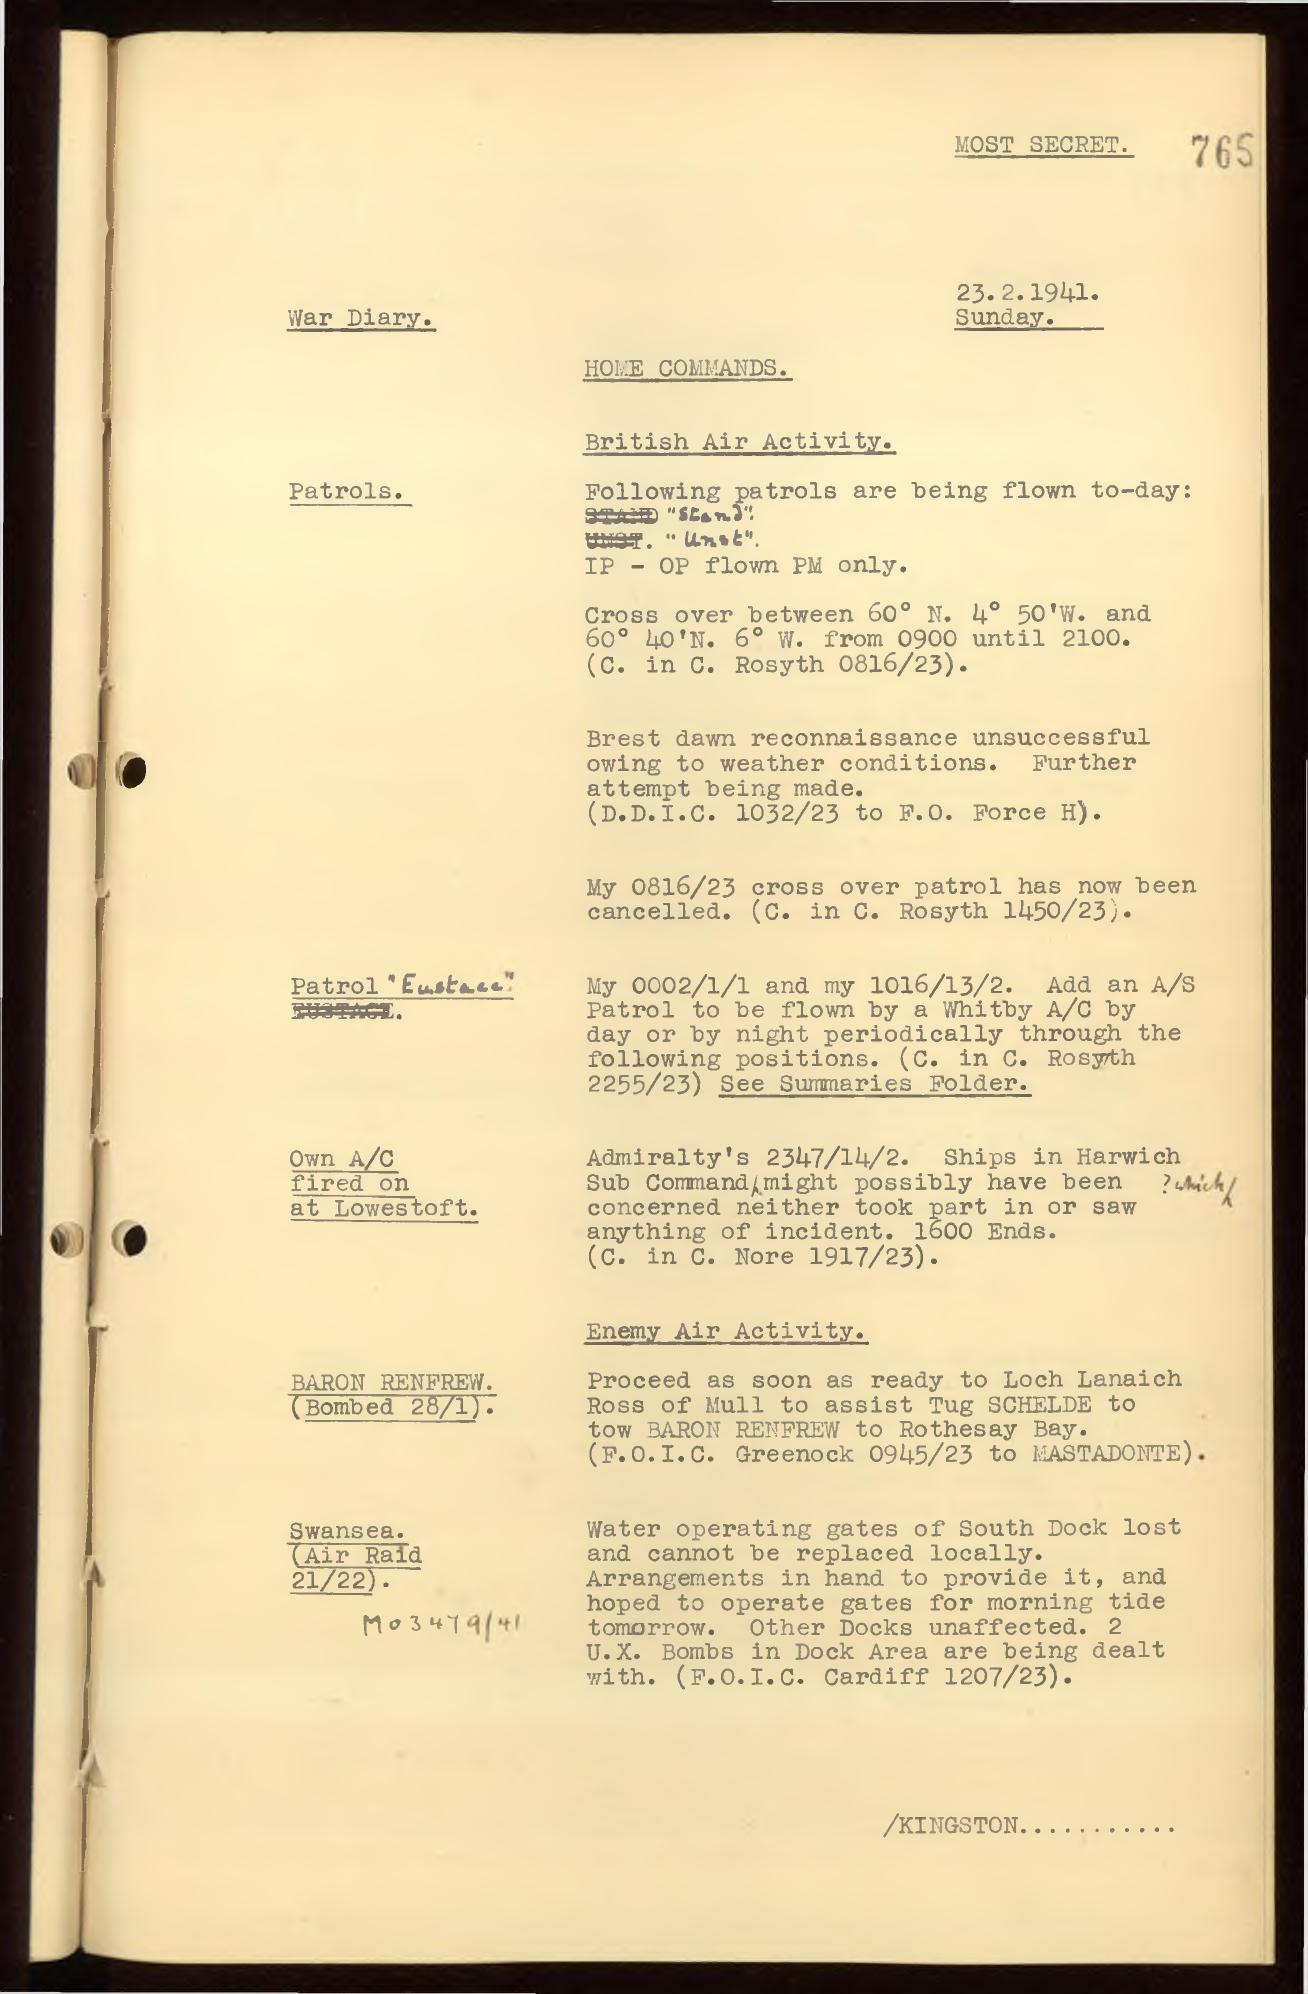 MOST SECRET. 765
23.2.1941.
War Diary. Sunday.
HOME COMMANDS.
British Air Activity.
Patrols. Following patrols are being flown to-day:
STAND "Stand".
UNST. "Unst".
IP - OP flown PM only.
Cross over between 60° N. 4° 50'W. and
60° 40'N. 6° W. from 0900 until 2100.
(C. in C. Rosyth 0816/23).
Brest dawn reconnaissance unsuccessful
owing to weather conditions. Further
attempt being made.
(D.D.I.C. 1032/23 to F.O. Force H).
My 0816/23 cross over patrol has now been
cancelled. (C. in C. Rosyth 1450/23).
Patrol "Eustace". My 0002/1/1 and my 1016/13/2. Add an A/S
EUSTACE. Patrol to be flown by a Whitby A/C by
day or by night periodically through the
following positions. (C. in C. Rosyth
2255/23) See Summaries Folder.
Own A/C Admiralty's 2347/14/2. Ships in Harwich
fired on Sub Command might possibly have been ? which
at Lowestoft. concerned neither took part in or saw
anything of incident. 1600 Ends.
(C. in C. Nore 1917/23).
Enemy Air Activity.
BARON RENFREW. Proceed as soon as ready to Loch Lanaich
(Bombed 28/1). Ross of Mull to assist Tug SCHELDE to
tow BARON RENFREW to Rothesay Bay.
(F.O.I.C. Greenock 0945/23 to MASTADONTE).
Swansea. Water operating gates of South Dock lost
(Air Raid and cannot be replaced locally.
21/22). Arrangements in hand to provide it, and
hoped to operate gates for morning tide
M03479/41 tomorrow. Other Docks unaffected. 2
U.X. Bombs in Dock Area are being dealt
with. (F.O.I.C. Cardiff 1207/23).
/KINGSTON...........